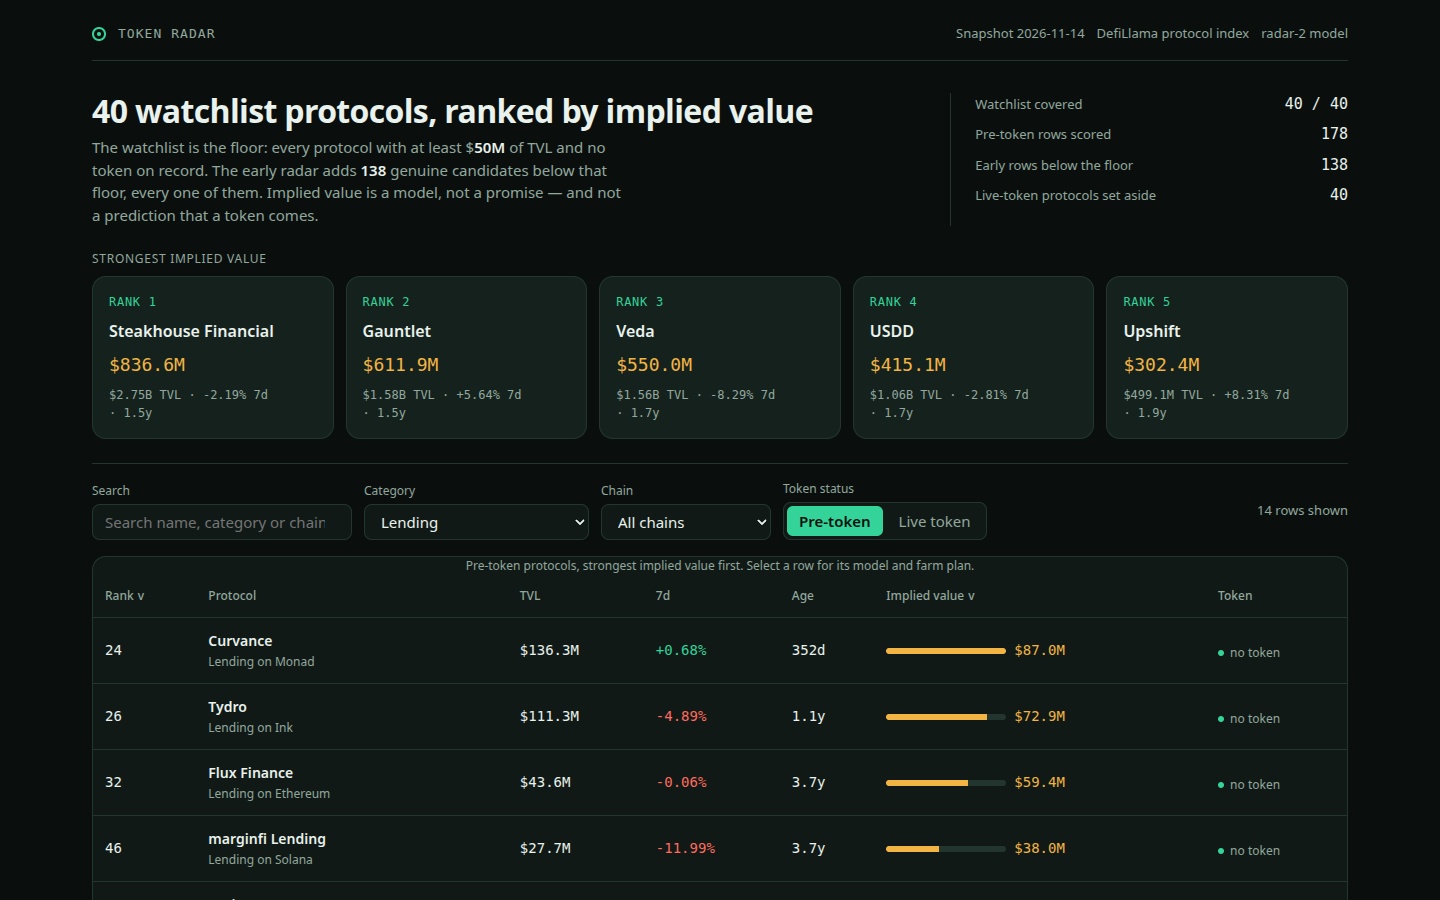 TOKEN RADAR
Snapshot 2026-11-14 DefiLlama protocol index radar-2 model
40 watchlist protocols, ranked by implied value
The watchlist is the floor: every protocol with at least $50M of TVL and no
token on record. The early radar adds 138 genuine candidates below that
floor, every one of them. Implied value is a model, not a promise — and not
a prediction that a token comes.
Watchlist covered 40 / 40
Pre-token rows scored 178
Early rows below the floor 138
Live-token protocols set aside 40
STRONGEST IMPLIED VALUE
RANK 1
Steakhouse Financial
$836.6M
$2.75B TVL · -2.19% 7d
· 1.5y
RANK 2
Gauntlet
$611.9M
$1.58B TVL · +5.64% 7d
· 1.5y
RANK 3
Veda
$550.0M
$1.56B TVL · -8.29% 7d
· 1.7y
RANK 4
USDD
$415.1M
$1.06B TVL · -2.81% 7d
· 1.7y
RANK 5
Upshift
$302.4M
$499.1M TVL · +8.31% 7d
· 1.9y
Search
Search name, category or chain
Category
Lending
Chain
All chains
Token status
Pre-token Live token
14 rows shown
Pre-token protocols, strongest implied value first. Select a row for its model and farm plan.
Rank v Protocol TVL 7d Age Implied value v Token
24 Curvance $136.3M +0.68% 352d $87.0M no token
Lending on Monad
26 Tydro $111.3M -4.89% 1.1y $72.9M no token
Lending on Ink
32 Flux Finance $43.6M -0.06% 3.7y $59.4M no token
Lending on Ethereum
46 marginfi Lending $27.7M -11.99% 3.7y $38.0M no token
Lending on Solana